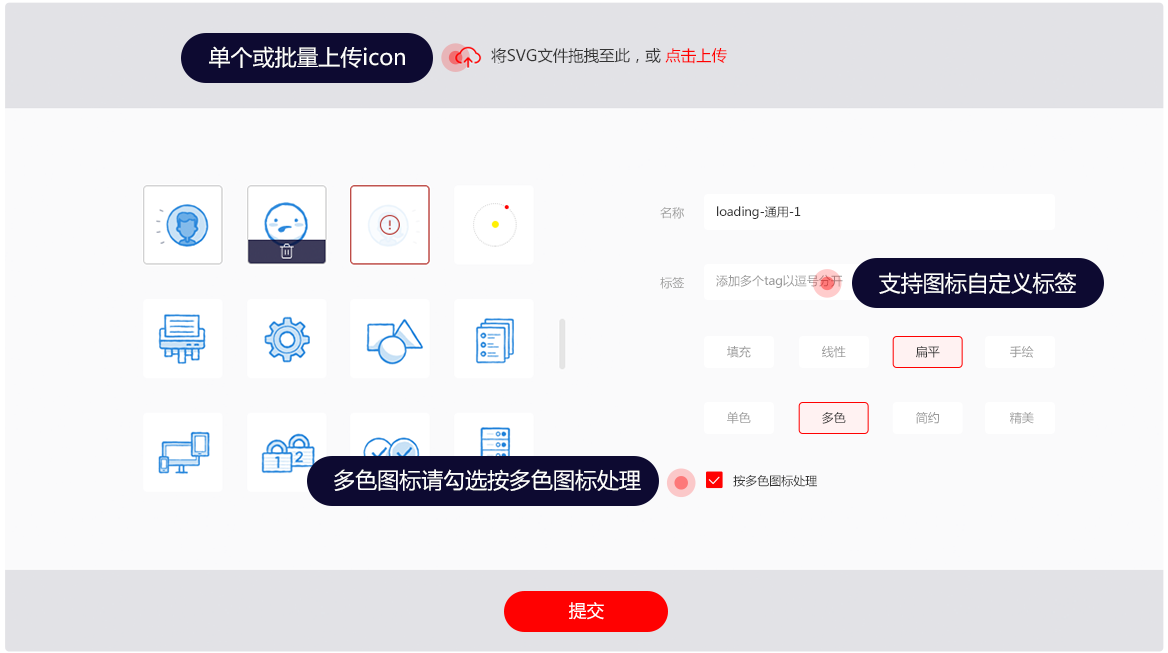 单个或批量上传icon
将SVG文件拖拽至此，或 点击上传
名称
loading-通用-1
标签
添加多个tag以逗号分开
支持图标自定义标签
填充
线性
扁平
手绘
单色
多色
简约
精美
1
2
多色图标请勾选按多色图标处理
按多色图标处理
提交